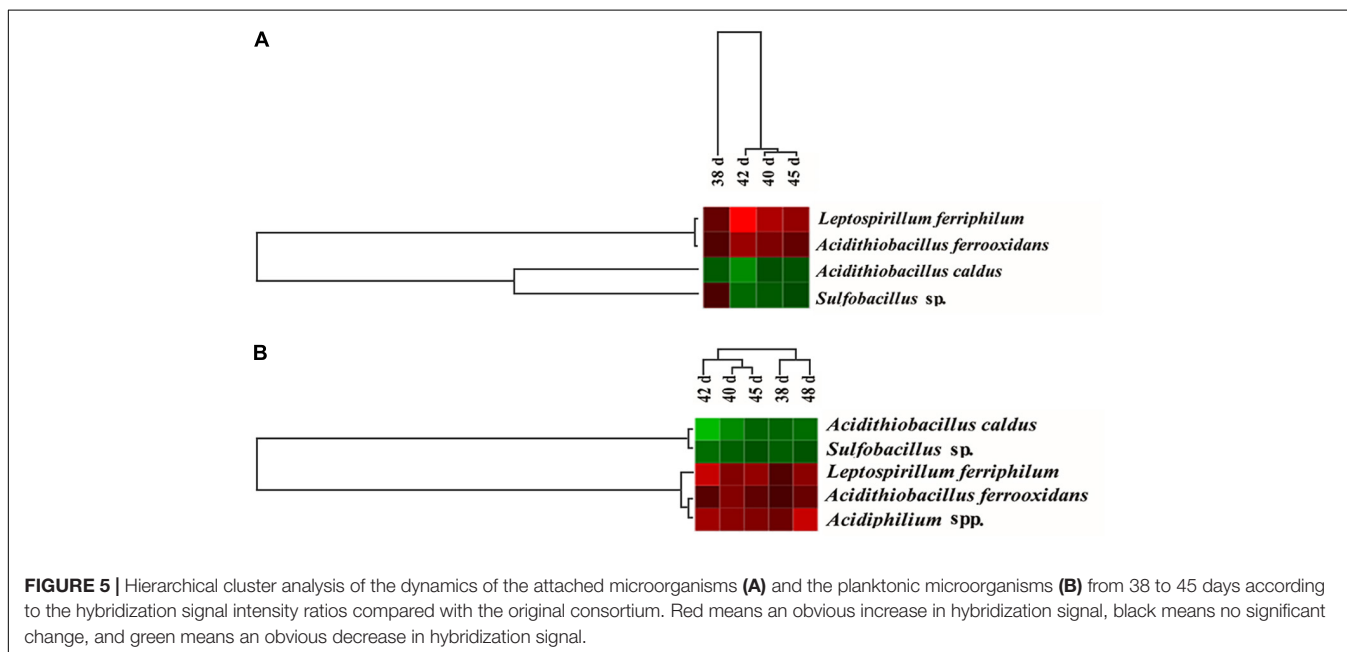 A
38 d
42 d
40 d
45 d
Leptospirillum ferriphilum
Acidithiobacillus ferrooxidans
Acidithiobacillus caldus
Sulfobacillus sp.
B
42 d
40 d
45 d
38 d
48 d
Acidithiobacillus caldus
Sulfobacillus sp.
Leptospirillum ferriphilum
Acidithiobacillus ferrooxidans
Acidiphilium spp.
FIGURE 5 | Hierarchical cluster analysis of the dynamics of the attached microorganisms (A) and the planktonic microorganisms (B) from 38 to 45 days according
to the hybridization signal intensity ratios compared with the original consortium. Red means an obvious increase in hybridization signal, black means no significant
change, and green means an obvious decrease in hybridization signal.